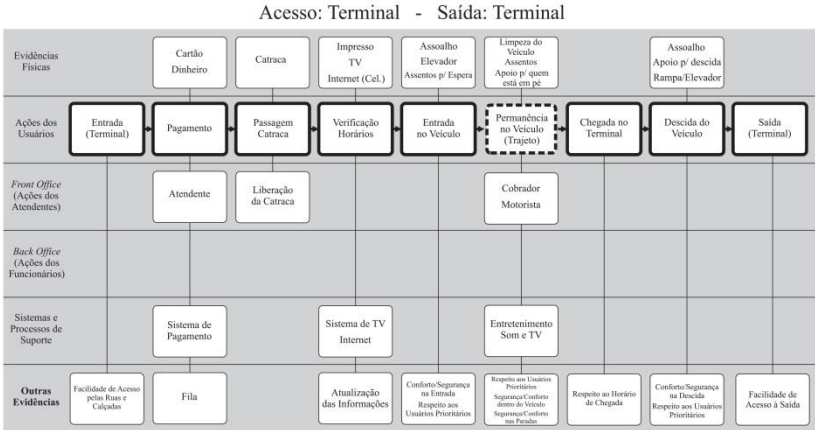 Acesso: Terminal - Saída: Terminal
Evidências
Físicas
Cartão
Dinheiro
Catraca
Impresso
TV
Internet (Cel.)
Assoalho
Elevador
Assentos p/ Espera
Limpeza do
Veículo
Assentos
Apoio p/ quem
está em pé
Assoalho
Apoio p/ descida
Rampa/Elevador
Ações dos
Usuários
Entrada
(Terminal)
Pagamento
Passagem
Catraca
Verificação
Horários
Entrada
no Veículo
Permanência
no Veículo
(Trajeto)
Chegada no
Terminal
Descida do
Veículo
Saída
(Terminal)
Front Office
(Ações dos
Atendentes)
Atendente
Liberação
da Catraca
Cobrador
Motorista
Back Office
(Ações dos
Funcionários)
Sistemas e
Processos de
Suporte
Sistema de
Pagamento
Sistema de TV
Internet
Entretenimento
Som e TV
Outras
Evidências
Facilidade de Acesso
pelas Ruas e
Calçadas
Fila
Atualização
das Informações
Conforto/Segurança
na Entrada
Respeito aos
Usuários Prioritários
Respeito aos Usuários
Prioritários
Segurança/Conforto
dentro do Veículo
Segurança/Conforto
nas Paradas
Respeito ao Horário
de Chegada
Conforto/Segurança
na Descida
Respeito aos Usuários
Prioritários
Facilidade de
Acesso à Saída